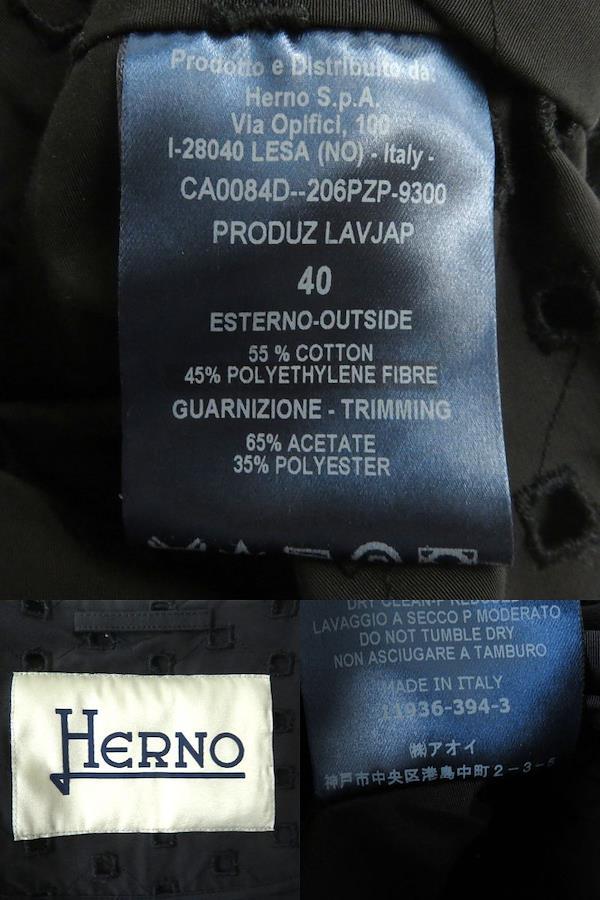 Prodotto e Distribuito da:
Herno S.p.A.
Via Opifici, 100
I-28040 LESA (NO) - Italy -
CA0084D--206PZP-9300
PRODUZ LAVJAP
40
ESTERNO-OUTSIDE
55 % COTTON
45% POLYETHYLENE FIBRE
GUARNIZIONE - TRIMMING
65% ACETATE
35% POLYESTER
HERNO
DRY CLEAN-P REDUCED
LAVAGGIO A SECCO P MODERATO
DO NOT TUMBLE DRY
NON ASCIUGARE A TAMBURO
MADE IN ITALY
11936-394-3
㈱アオイ
神戸市中央区港島中町2-3-